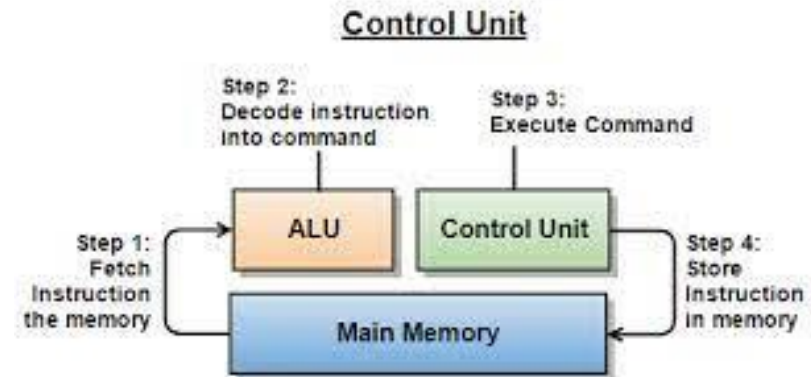 Control Unit
Step 2:
Decode instruction
into command
Step 3:
Execute Command
ALU
Control Unit
Step 1:
Fetch
Instruction
the memory
Step 4:
Store
Instruction
in memory
Main Memory